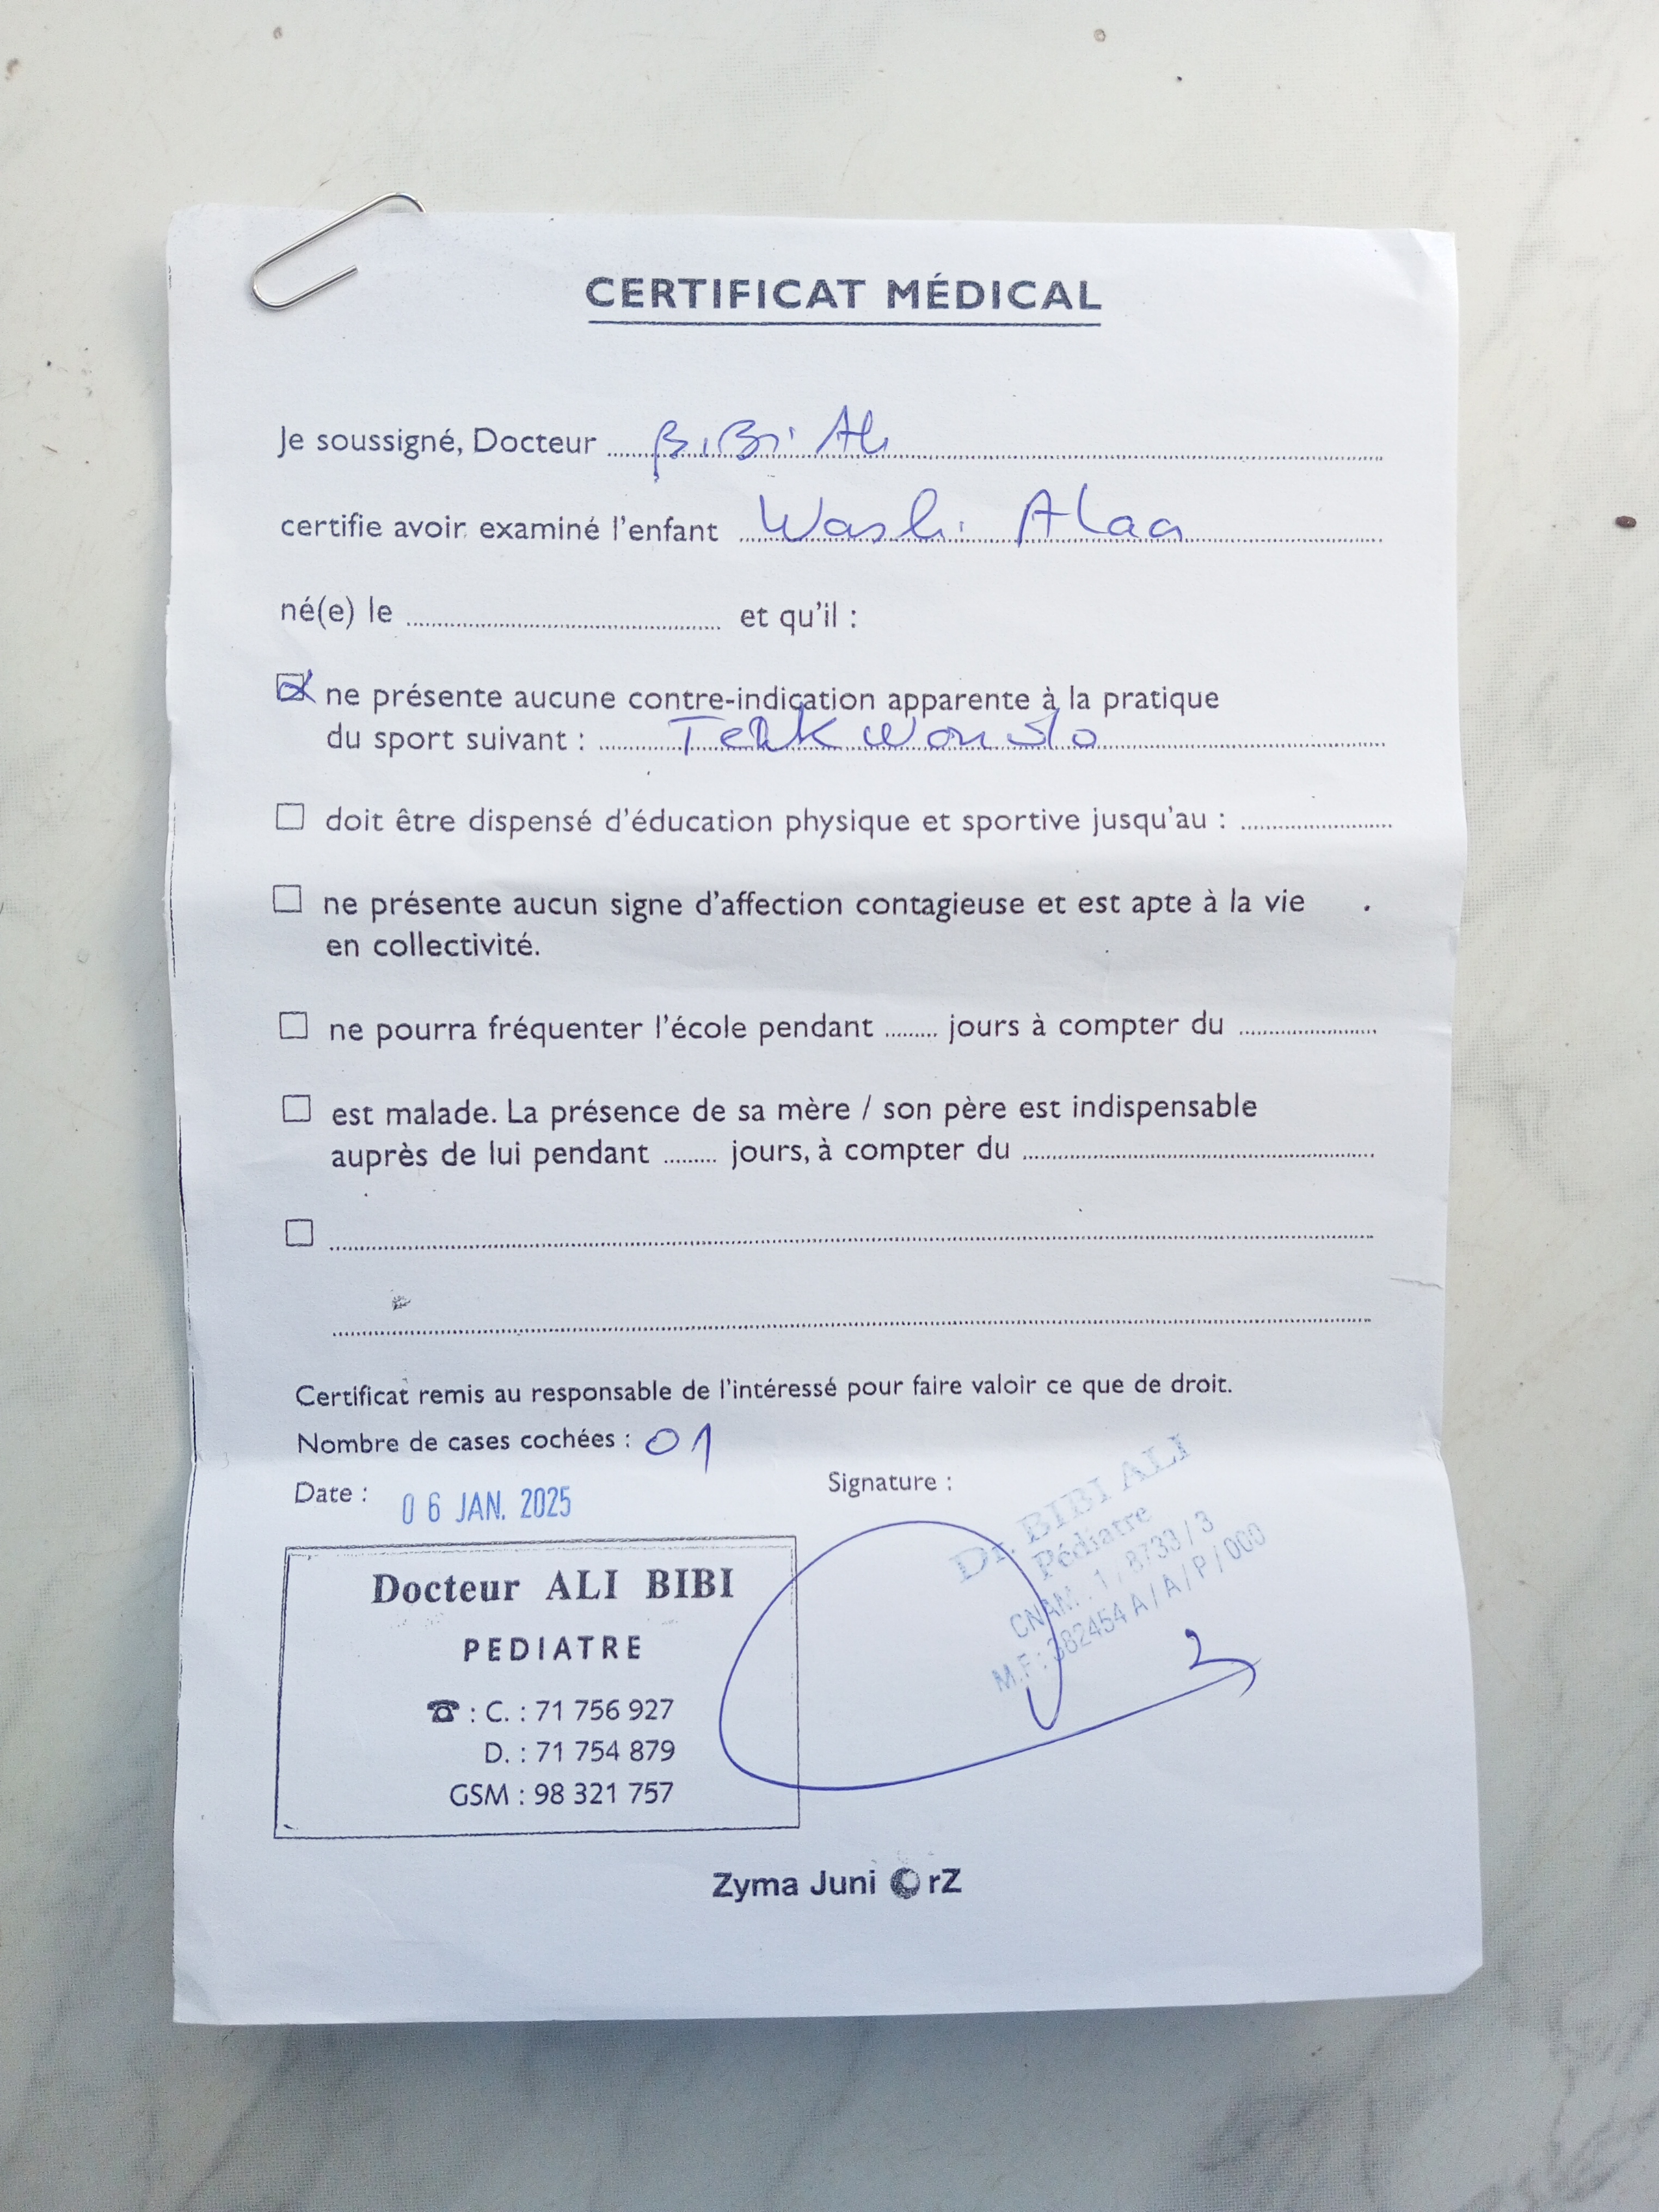 CERTIFICAT MÉDICAL
Je soussigné, Docteur BiBi Ali
certifie avoir examiné l'enfant Wasli Alaa
né(e) le et qu'il :
ne présente aucune contre-indication apparente à la pratique
du sport suivant :
doit être dispensé d'éducation physique et sportive jusqu'au :
ne présente aucun signe d'affection contagieuse et est apte à la vie
en collectivité.
ne pourra fréquenter l'école pendant ........ jours à compter du
est malade. La présence de sa mère / son père est indispensable
auprès de lui pendant ........ jours, à compter du
Certificat remis au responsable de l'intéressé pour faire valoir ce que de droit.
Nombre de cases cochées : 01
Date : 06 JAN. 2025
Signature :
Dr. BIBI ALI
Pédiatre
CNAM : 1 / 8733 / 3
M.F : 382454 A / A / P / 000
Docteur ALI BIBI
PEDIATRE
☎ : C. : 71 756 927
D. : 71 754 879
GSM : 98 321 757
Zyma Juni rZ